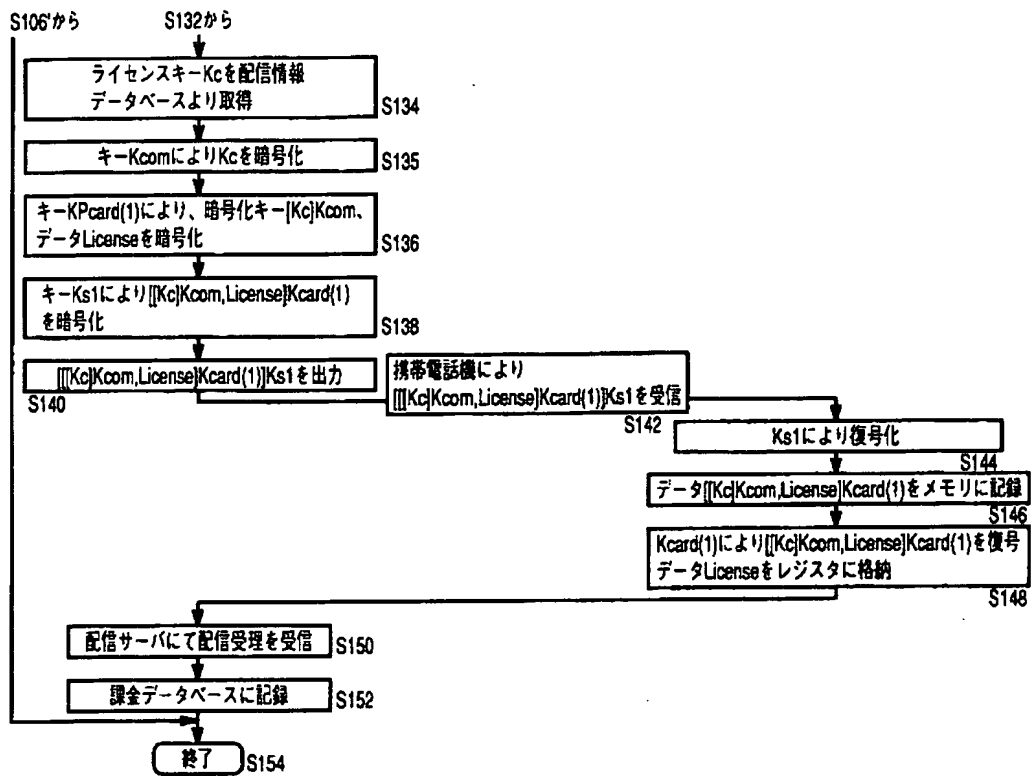 S106'から
S132から
ライセンスキーKcを配信情報
データベースより取得
S134
キーKcomによりKcを暗号化
S135
キーKPcard(1)により、暗号化キー[Kc]Kcom、
データLicenseを暗号化
S136
キーKs1により[[Kc]Kcom,License]Kcard(1)
を暗号化
S138
[[[Kc]Kcom,License]Kcard(1)]Ks1を出力
S140
携帯電話機により
[[[Kc]Kcom,License]Kcard(1)]Ks1を受信
S142
Ks1により復号化
S144
データ[[Kc]Kcom,License]Kcard(1)をメモリに記録
S146
Kcard(1)により[[Kc]Kcom,License]Kcard(1)を復号
データLicenseをレジスタに格納
S148
配信サーバにて配信受理を受信
S150
課金データベースに記録
S152
終了
S154